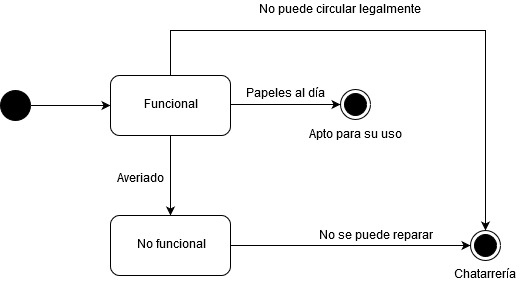 No puede circular legalmente
Funcional
Papeles al día
Apto para su uso
Averiado
No funcional
No se puede reparar
Chatarrería